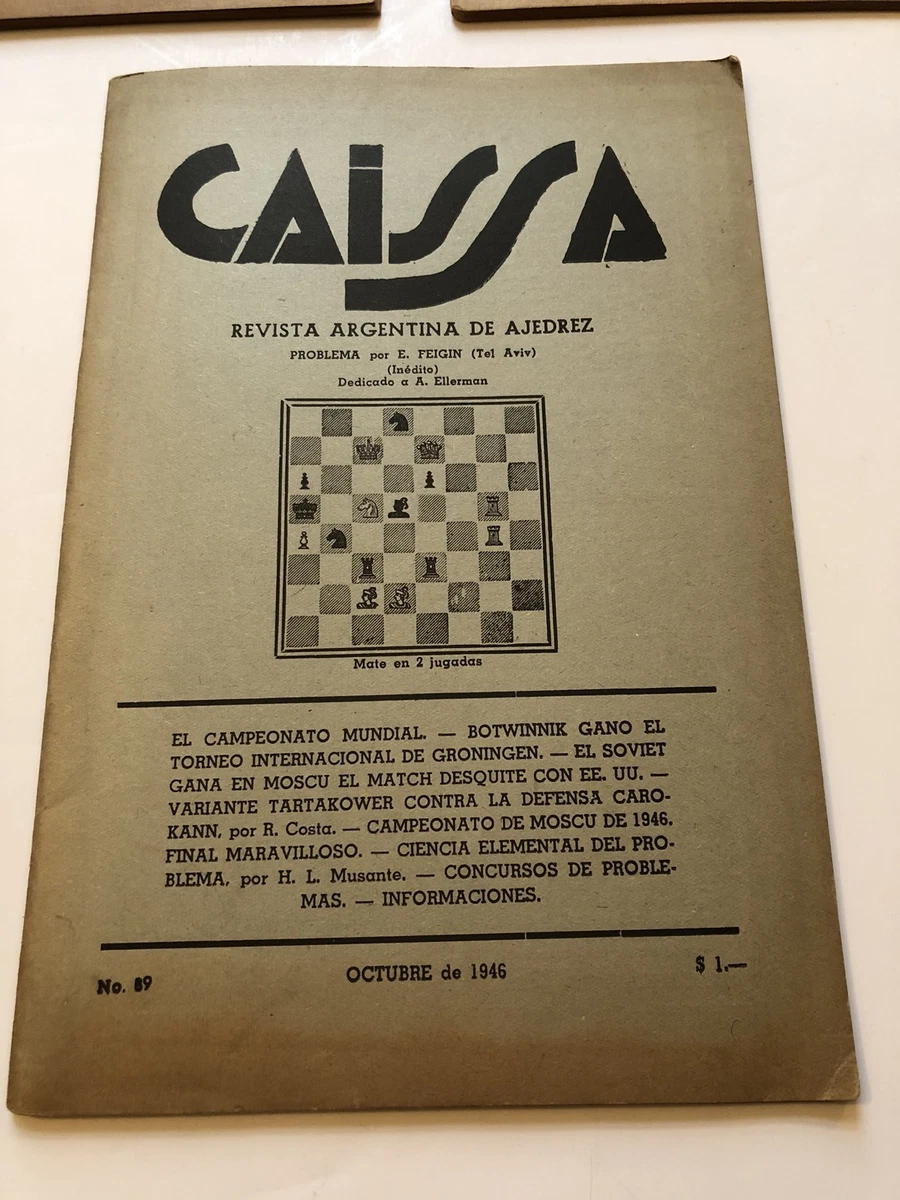 CAiSSA
REVISTA ARGENTINA DE AJEDREZ
PROBLEMA por E. FEIGIN (Tel Aviv)
(Inédito)
Dedicado a A. Ellerman
Mate en 2 jugadas
EL CAMPEONATO MUNDIAL. — BOTWINNIK GANO EL
TORNEO INTERNACIONAL DE GRONINGEN. — EL SOVIET
GANA EN MOSCU EL MATCH DESQUITE CON EE. UU. —
VARIANTE TARTAKOWER CONTRA LA DEFENSA CARO-
KANN, por R. Costa. — CAMPEONATO DE MOSCU DE 1946.
FINAL MARAVILLOSO. — CIENCIA ELEMENTAL DEL PRO-
BLEMA, por H. L. Musante. — CONCURSOS DE PROBLE-
MAS. — INFORMACIONES.
No. 89
OCTUBRE de 1946
$ 1.—